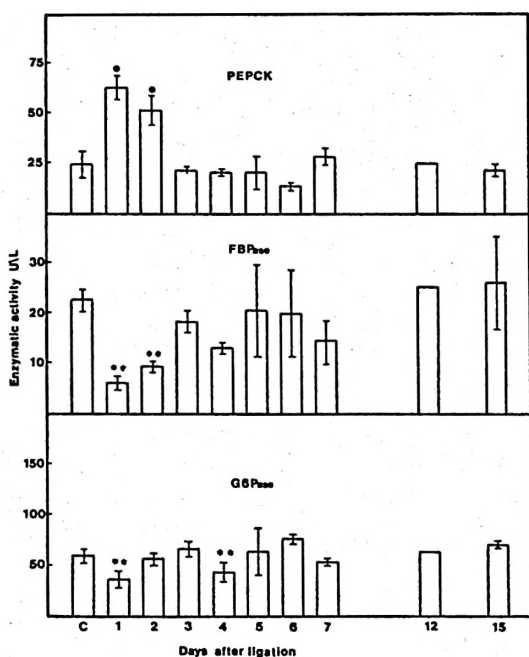 PEPCK
75
50
25
FBPase
30
20
10
Enzymatic activity U\L
G6Pase
150
100
50
C 1 2 3 4 5 6 7 12 15
Days after ligation